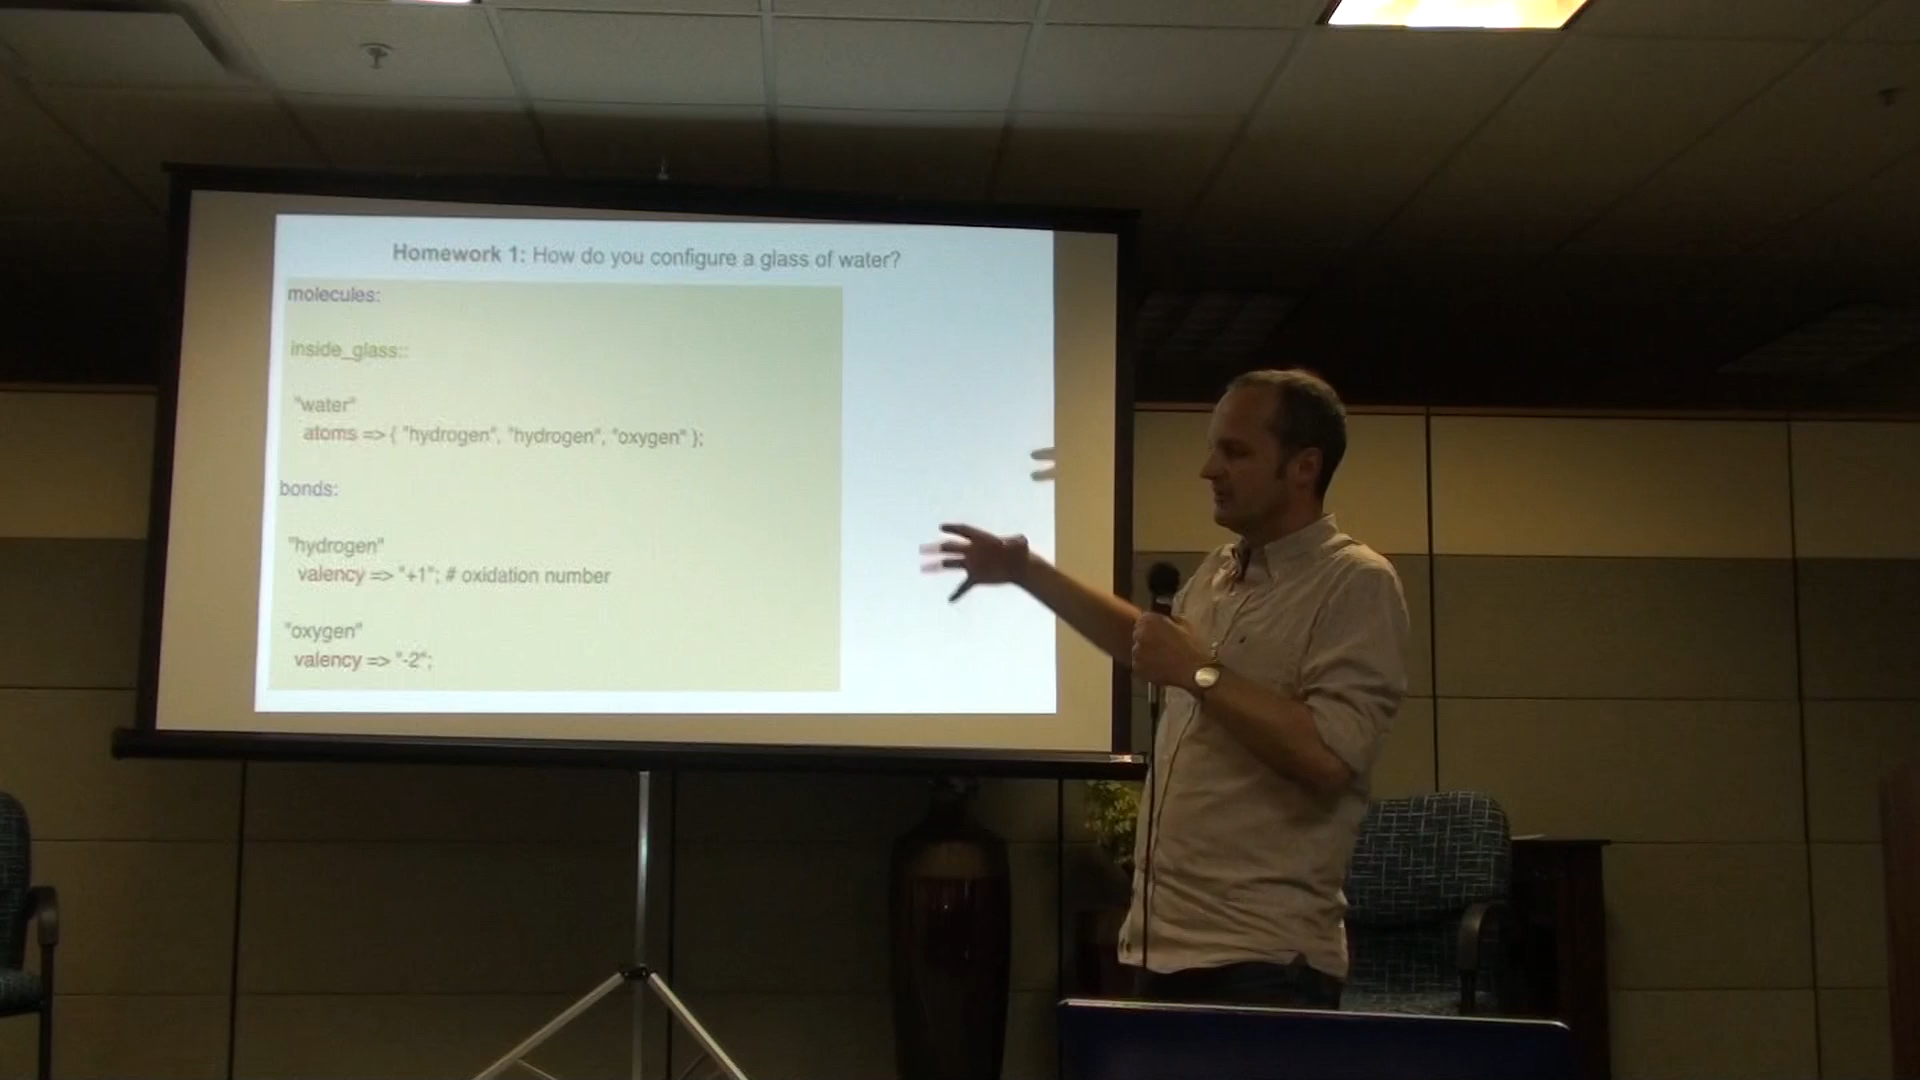 Homework 1: How do you configure a glass of water?
molecules:
inside_glass::
"water"
atoms => { "hydrogen", "hydrogen", "oxygen" };
bonds:
"hydrogen"
valency => "+1"; # oxidation number
"oxygen"
valency => "-2";